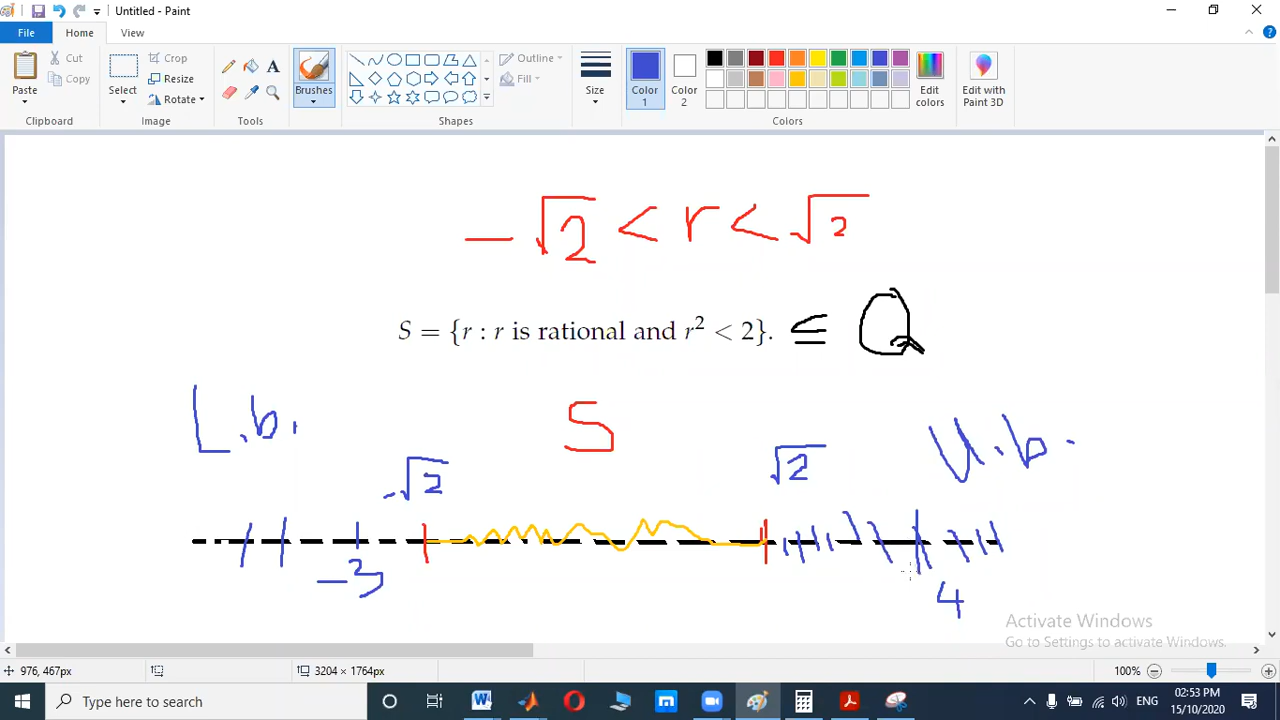 Untitled - Paint
File Home View
Paste Cut Copy Clipboard
Select Crop Resize Rotate Image
A Tools
Brushes
Outline Fill Shapes
Size
Color 1 Color 2 Edit colors Colors
Edit with Paint 3D
-√2 < r < √2
S = {r : r is rational and r² < 2}. ⊆ Q
L.b. S U.b.
-√2 √2
-3 4
Activate Windows
Go to Settings to activate Windows.
976, 467px 3204 × 1764px 100%
Type here to search ENG 02:53 PM 15/10/2020